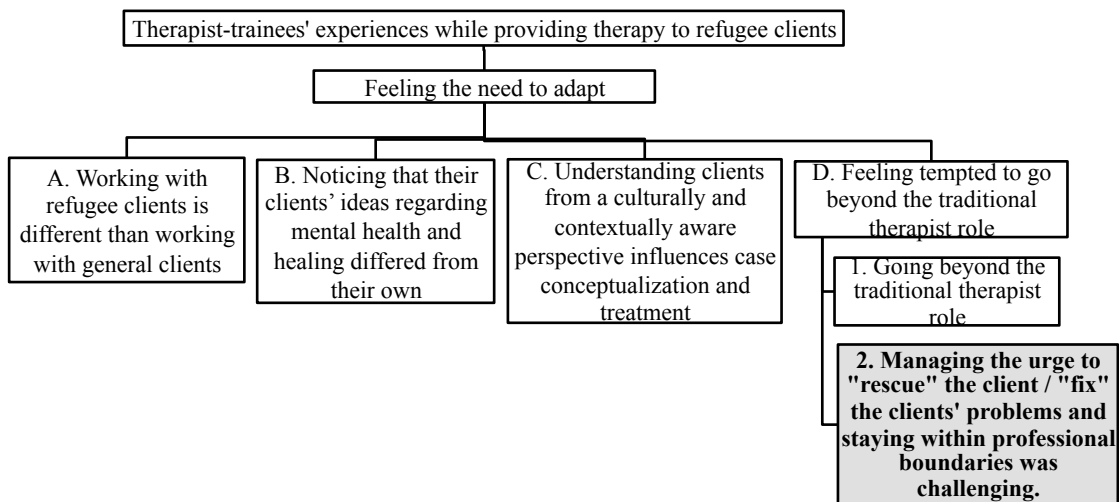 Therapist-trainees' experiences while providing therapy to refugee clients
Feeling the need to adapt
A. Working with
refugee clients is
different than working
with general clients
B. Noticing that their
clients’ ideas regarding
mental health and
healing differed from
their own
C. Understanding clients
from a culturally and
contextually aware
perspective influences case
conceptualization and
treatment
D. Feeling tempted to go
beyond the traditional
therapist role
1. Going beyond the
traditional therapist
role
2. Managing the urge to
"rescue" the client / "fix"
the clients' problems and
staying within professional
boundaries was
challenging.